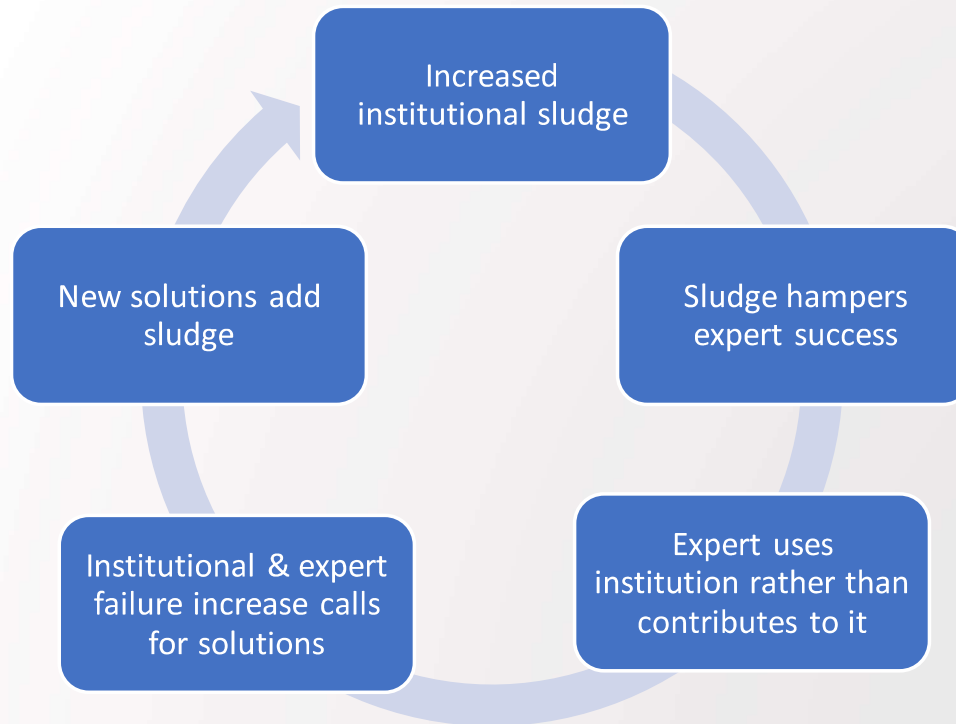 Increased
institutional sludge
Sludge hampers
expert success
Expert uses
institution rather than
contributes to it
Institutional & expert
failure increase calls
for solutions
New solutions add
sludge